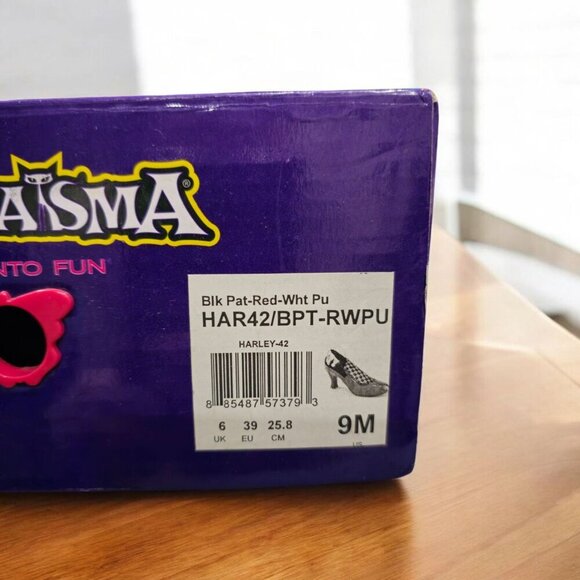 ASMA®
NTO FUN®
Blk Pat-Red-Wht Pu
HAR42/BPT-RWPU
HARLEY-42
8 85487 57379 3
6 39 25.8 9M
UK EU CM US